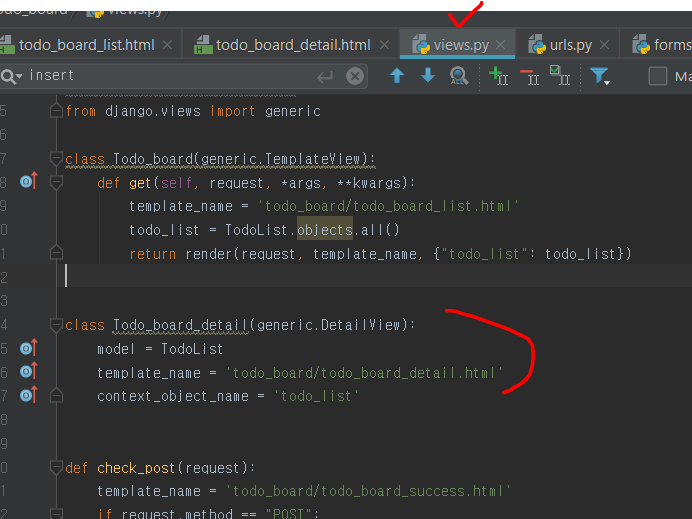 todo_board views.py
todo_board_list.html todo_board_detail.html views.py urls.py forms
insert Ma
5 from django.views import generic
6
7 class Todo_board(generic.TemplateView):
8 def get(self, request, *args, **kwargs):
9 template_name = 'todo_board/todo_board_list.html'
0 todo_list = TodoList.objects.all()
1 return render(request, template_name, {"todo_list": todo_list})
2
3
4 class Todo_board_detail(generic.DetailView):
5 model = TodoList
6 template_name = 'todo_board/todo_board_detail.html'
7 context_object_name = 'todo_list'
8
9
0 def check_post(request):
1 template_name = 'todo_board/todo_board_success.html'
2 if request.method == "POST":